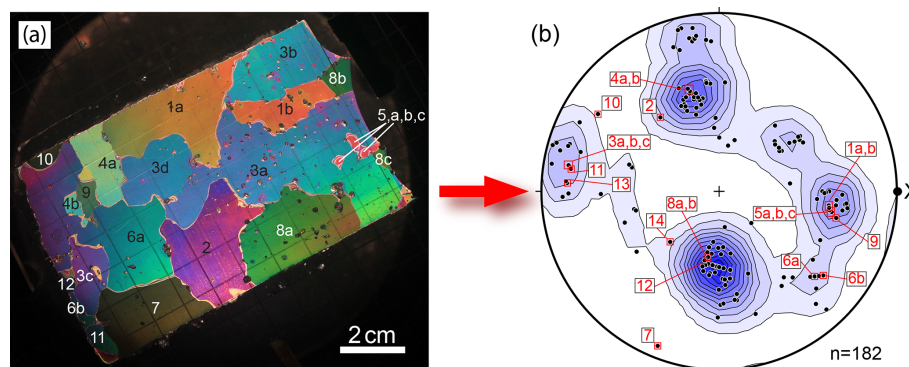 (a)
3b
8b
1a
1b
5,a,b,c
10
4a
3d
3a
8c
9
4b
6a
2
8a
3c
12
6b
7
11
2 cm
(b)
4a,b
2
10
1a,b
3a,b,c
11
13
8a,b
5a,b,c
X
14
9
12
6a
6b
7
n=182